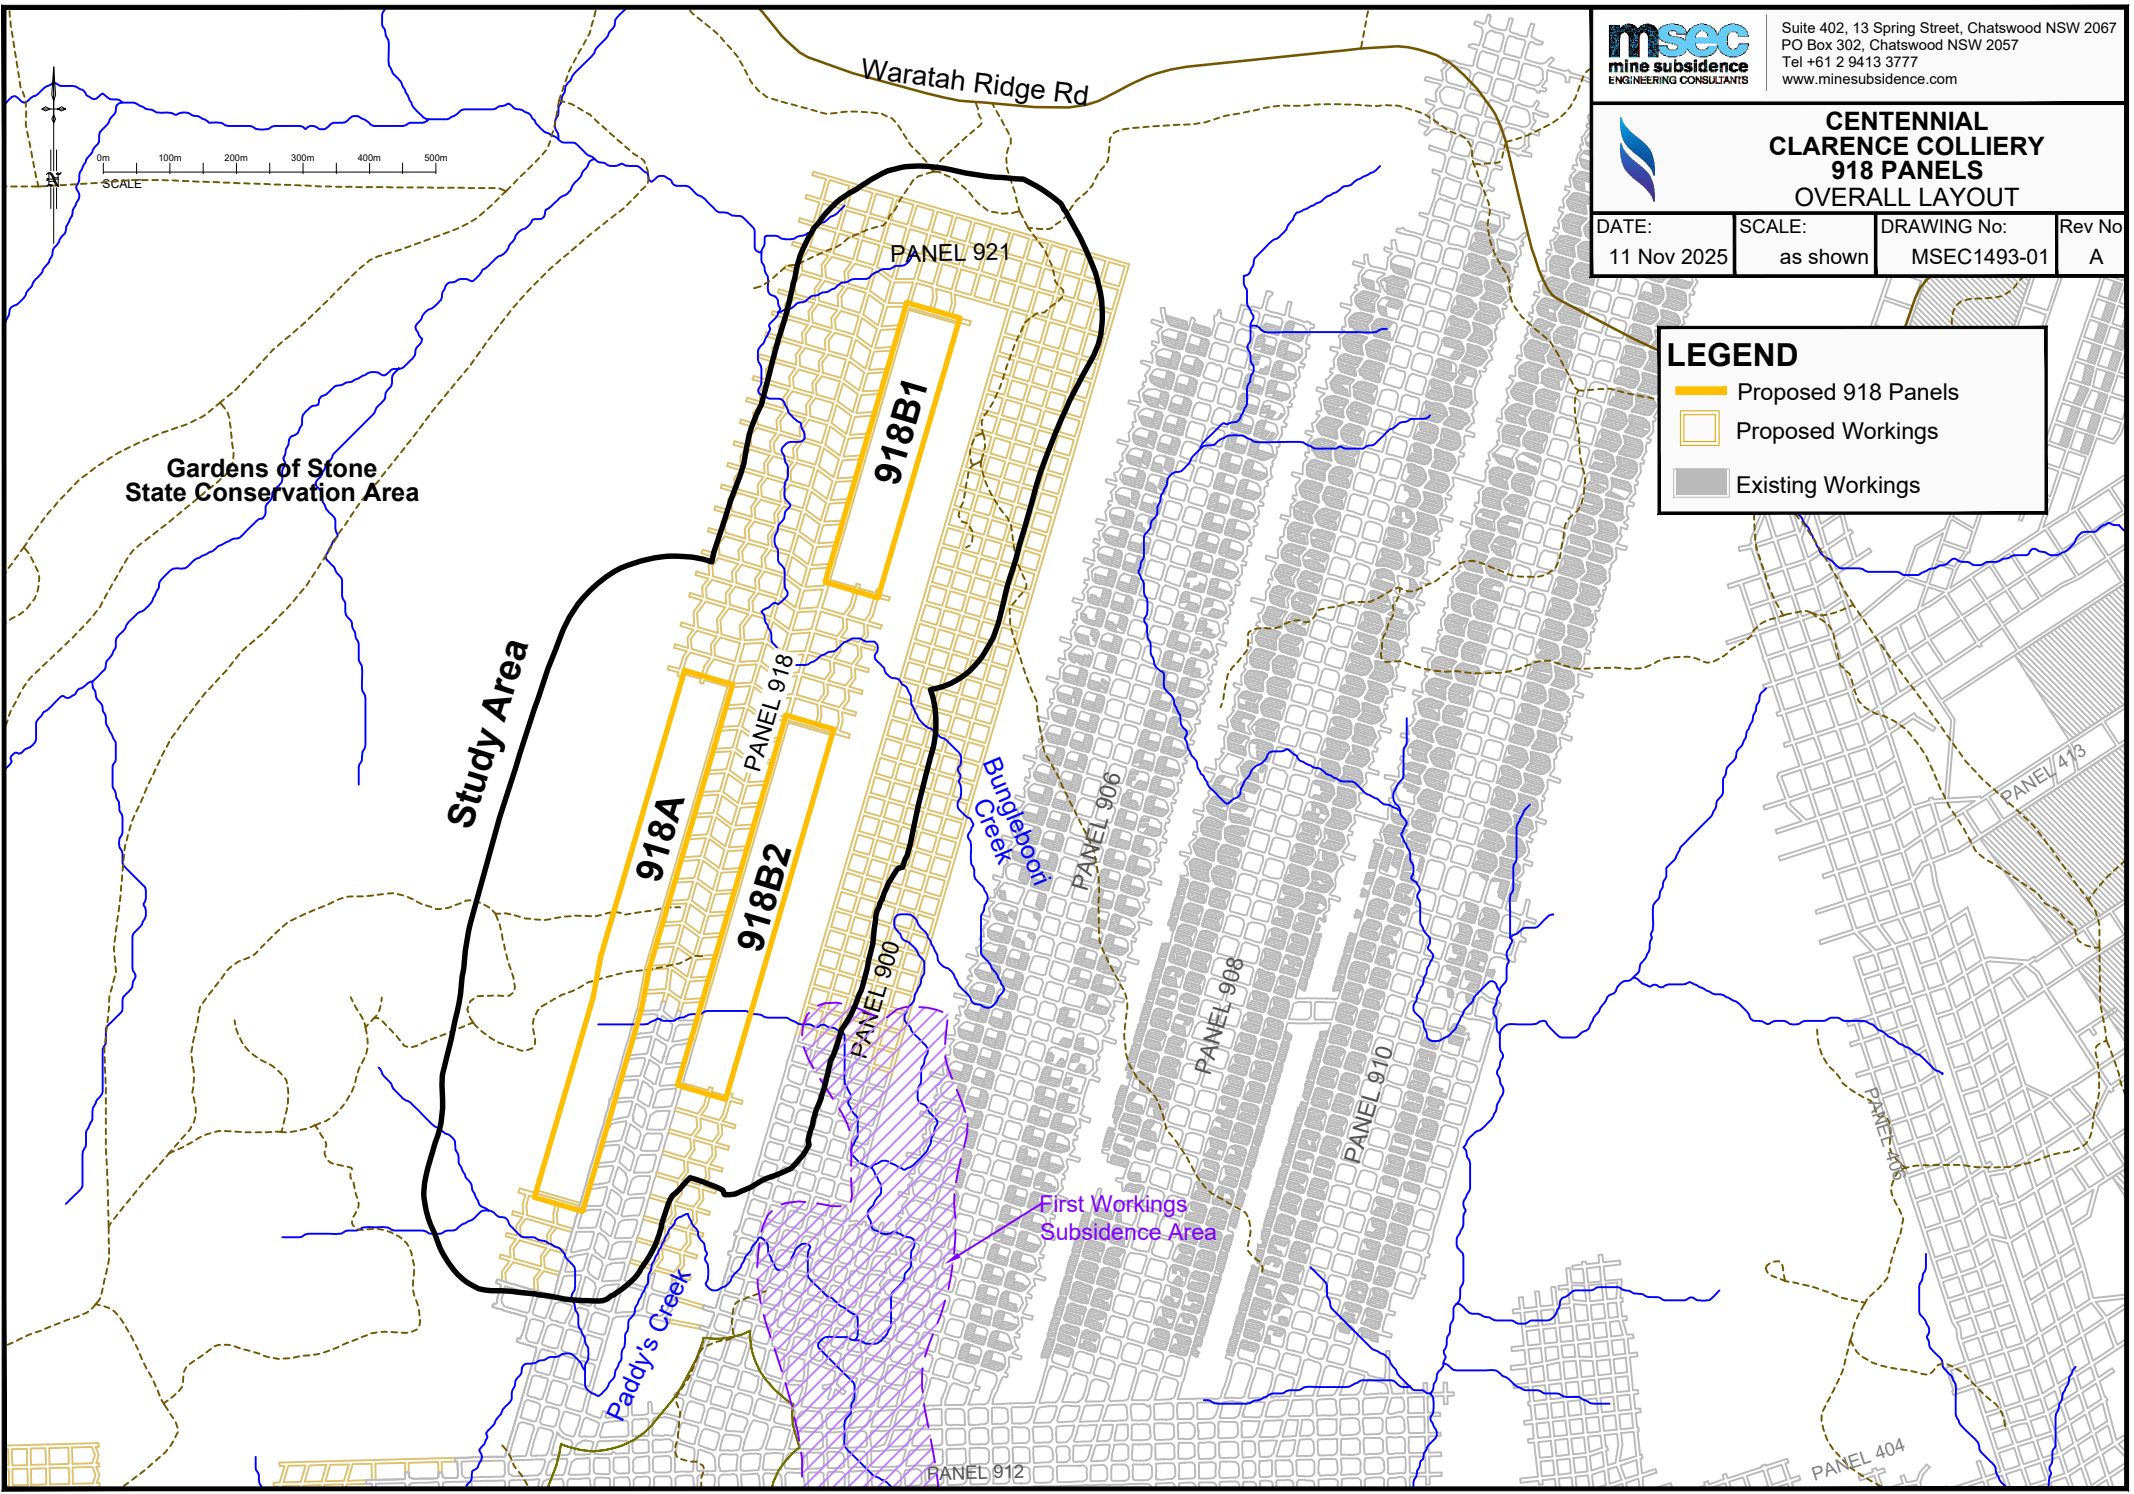 msec
mine subsidence
ENGINEERING CONSULTANTS
Suite 402, 13 Spring Street, Chatswood NSW 2067
PO Box 302, Chatswood NSW 2057
Tel +61 2 9413 3777
www.minesubsidence.com
CENTENNIAL
CLARENCE COLLIERY
918 PANELS
OVERALL LAYOUT
DATE:
11 Nov 2025
SCALE:
as shown
DRAWING No:
MSEC1493-01
Rev No
A
LEGEND
Proposed 918 Panels
Proposed Workings
Existing Workings
N
0m 100m 200m 300m 400m 500m
SCALE
Waratah Ridge Rd
PANEL 921
918B1
Gardens of Stone
State Conservation Area
Study Area
PANEL 918
918A
918B2
Bungleboori
Creek
PANEL 906
PANEL 413
PANEL 900
PANEL 908
PANEL 910
PANEL 406
First Workings
Subsidence Area
Paddy's Creek
PANEL 912
PANEL 404